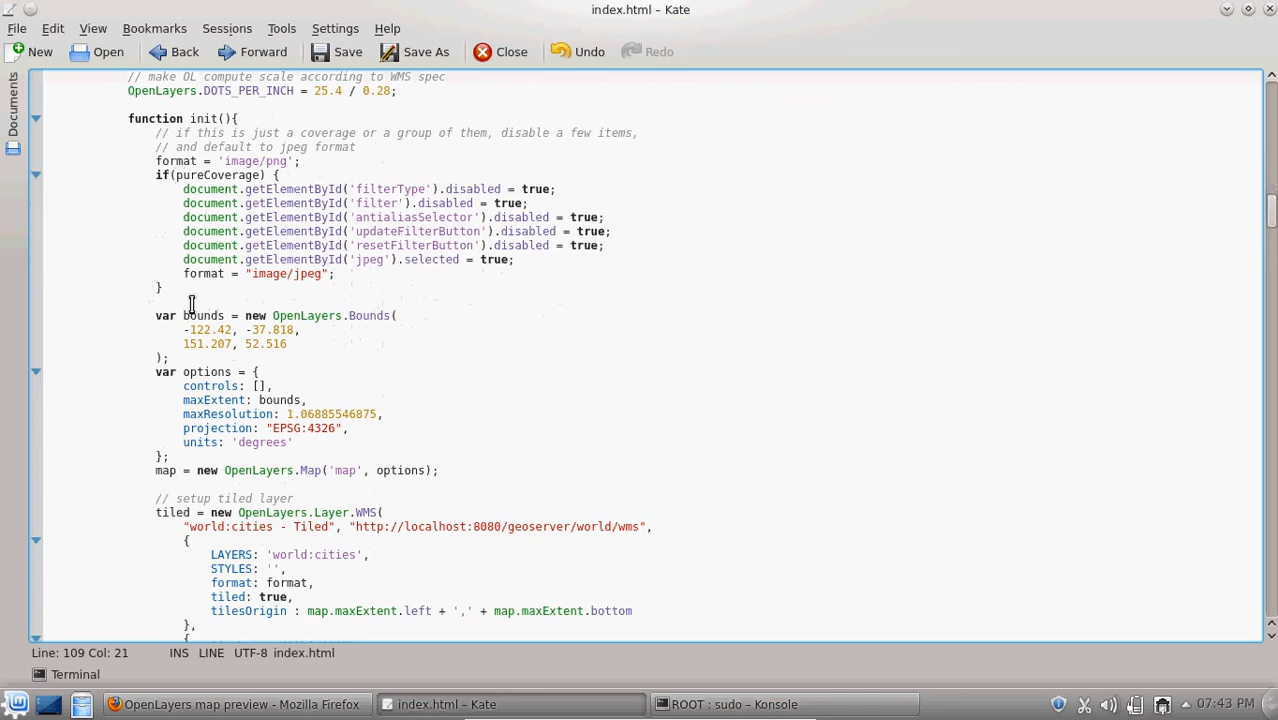 index.html – Kate
File Edit View Bookmarks Sessions Tools Settings Help
New Open Back Forward Save Save As Close Undo Redo
Documents
// make OL compute scale according to WMS spec
OpenLayers.DOTS_PER_INCH = 25.4 / 0.28;
function init(){
// if this is just a coverage or a group of them, disable a few items,
// and default to jpeg format
format = 'image/png';
if(pureCoverage) {
document.getElementById('filterType').disabled = true;
document.getElementById('filter').disabled = true;
document.getElementById('antialiasSelector').disabled = true;
document.getElementById('updateFilterButton').disabled = true;
document.getElementById('resetFilterButton').disabled = true;
document.getElementById('jpeg').selected = true;
format = "image/jpeg";
}
var bounds = new OpenLayers.Bounds(
-122.42, -37.818,
151.207, 52.516
);
var options = {
controls: [],
maxExtent: bounds,
maxResolution: 1.06885546875,
projection: "EPSG:4326",
units: 'degrees'
};
map = new OpenLayers.Map('map', options);
// setup tiled layer
tiled = new OpenLayers.Layer.WMS(
"world:cities - Tiled", "http://localhost:8080/geoserver/world/wms",
{
LAYERS: 'world:cities',
STYLES: '',
format: format,
tiled: true,
tilesOrigin : map.maxExtent.left + ',' + map.maxExtent.bottom
},
{
Line: 109 Col: 21 INS LINE UTF-8 index.html
Terminal
OpenLayers map preview - Mozilla Firefox index.html – Kate ROOT : sudo – Konsole 07:43 PM